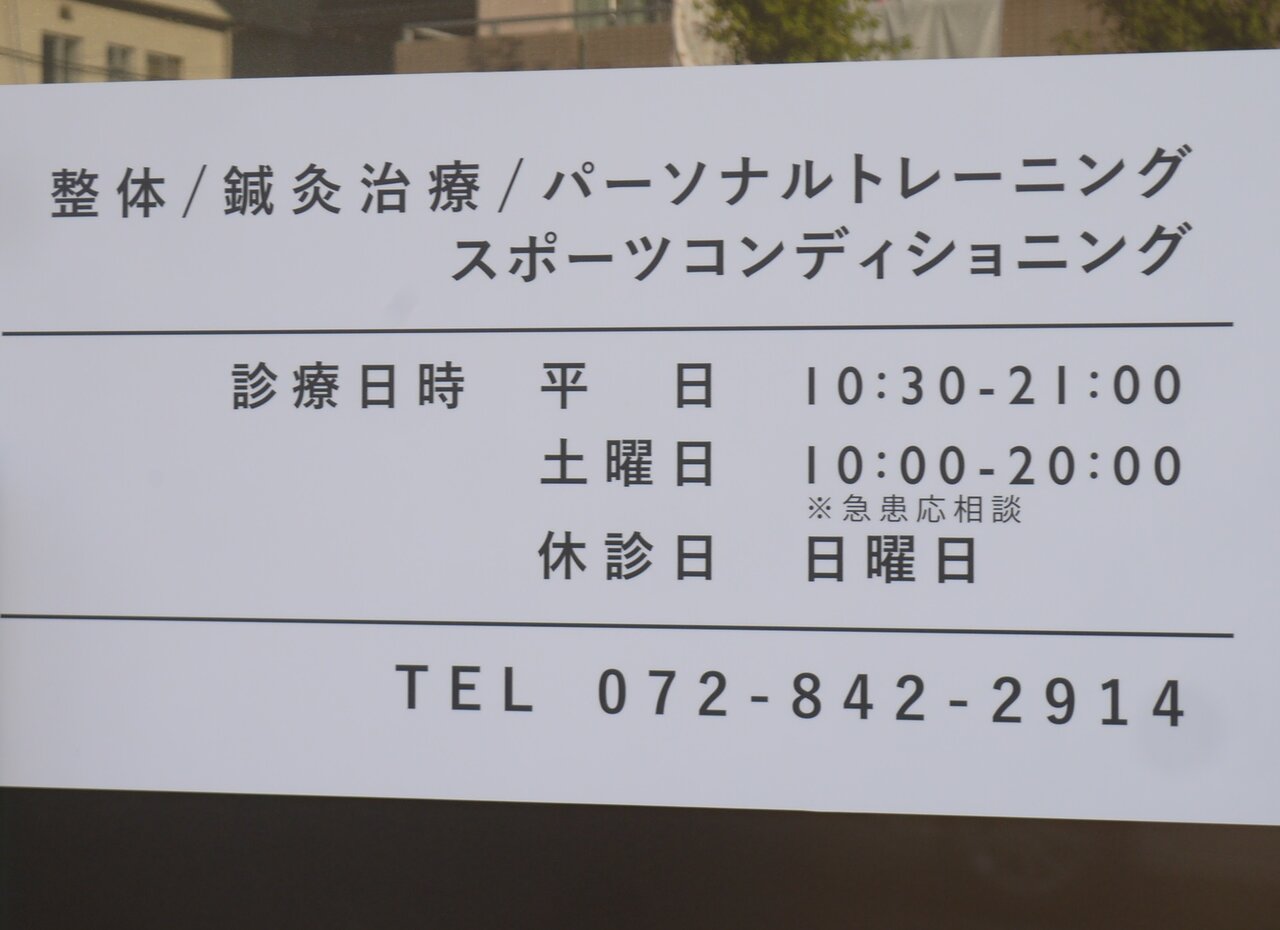 整体/鍼灸治療/パーソナルトレーニング
スポーツコンディショニング
診療日時 平　日 10:30-21:00
土曜日 10:00-20:00
※急患応相談
休診日 日曜日
TEL 072-842-2914